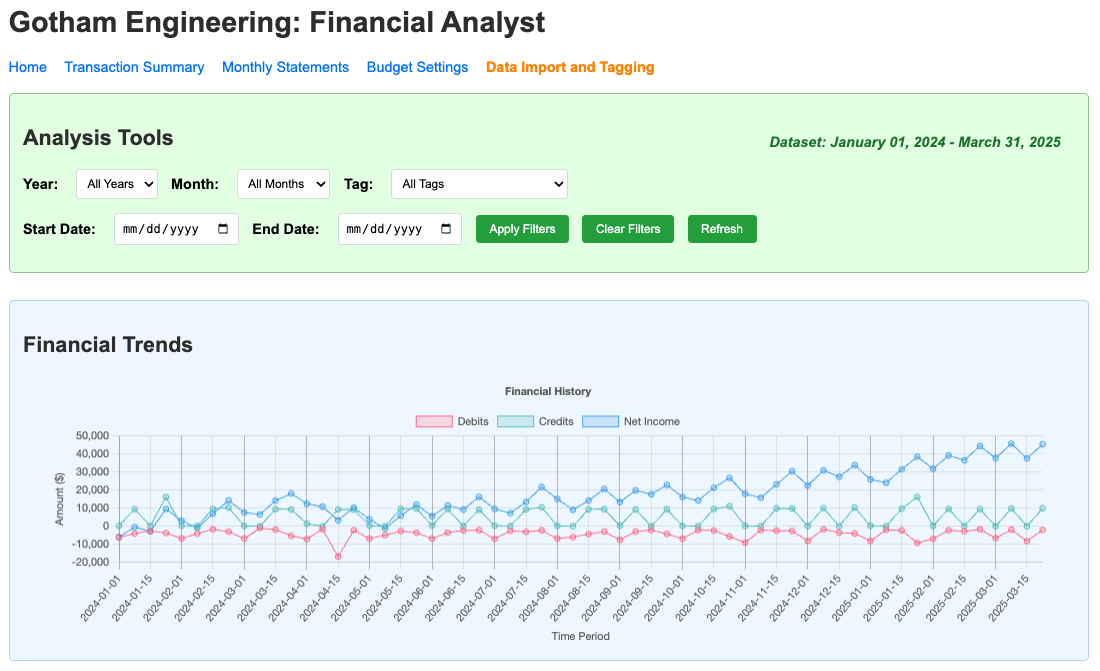 Gotham Engineering: Financial Analyst
Home Transaction Summary Monthly Statements Budget Settings Data Import and Tagging
Analysis Tools
Dataset: January 01, 2024 - March 31, 2025
Year: All Years Month: All Months Tag: All Tags
Start Date: mm/dd/yyyy End Date: mm/dd/yyyy Apply Filters Clear Filters Refresh
Financial Trends
Financial History
Debits Credits Net Income
Amount ($)
50,000
40,000
30,000
20,000
10,000
0
-10,000
-20,000
2024-01-01 2024-01-15 2024-02-01 2024-02-15 2024-03-01 2024-03-15 2024-04-01 2024-04-15 2024-05-01 2024-05-15 2024-06-01 2024-06-15 2024-07-01 2024-07-15 2024-08-01 2024-08-15 2024-09-01 2024-09-15 2024-10-01 2024-10-15 2024-11-01 2024-11-15 2024-12-01 2024-12-15 2025-01-01 2025-01-15 2025-02-01 2025-02-15 2025-03-01 2025-03-15
Time Period